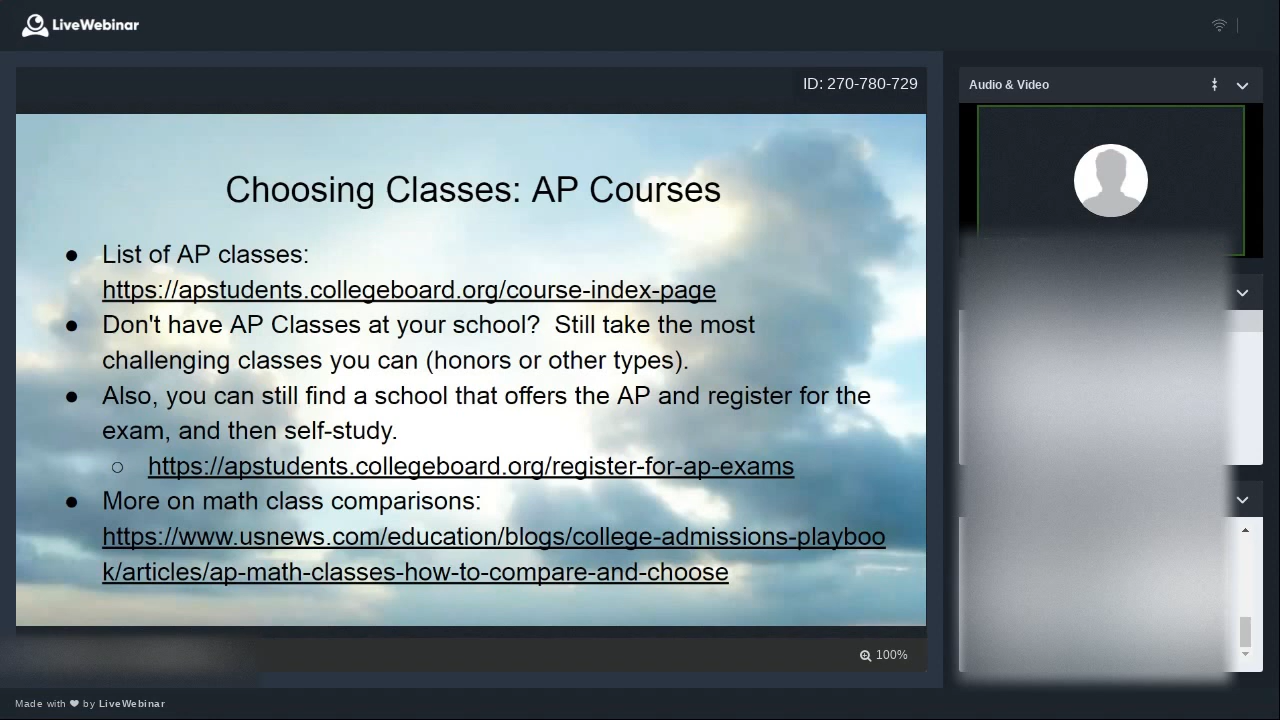 LiveWebinar
ID: 270-780-729
Audio & Video
Choosing Classes: AP Courses
● List of AP classes:
https://apstudents.collegeboard.org/course-index-page
● Don't have AP Classes at your school?  Still take the most
challenging classes you can (honors or other types).
● Also, you can still find a school that offers the AP and register for the
exam, and then self-study.
○ https://apstudents.collegeboard.org/register-for-ap-exams
● More on math class comparisons:
https://www.usnews.com/education/blogs/college-admissions-playboo
k/articles/ap-math-classes-how-to-compare-and-choose
100%
Made with ❤ by LiveWebinar